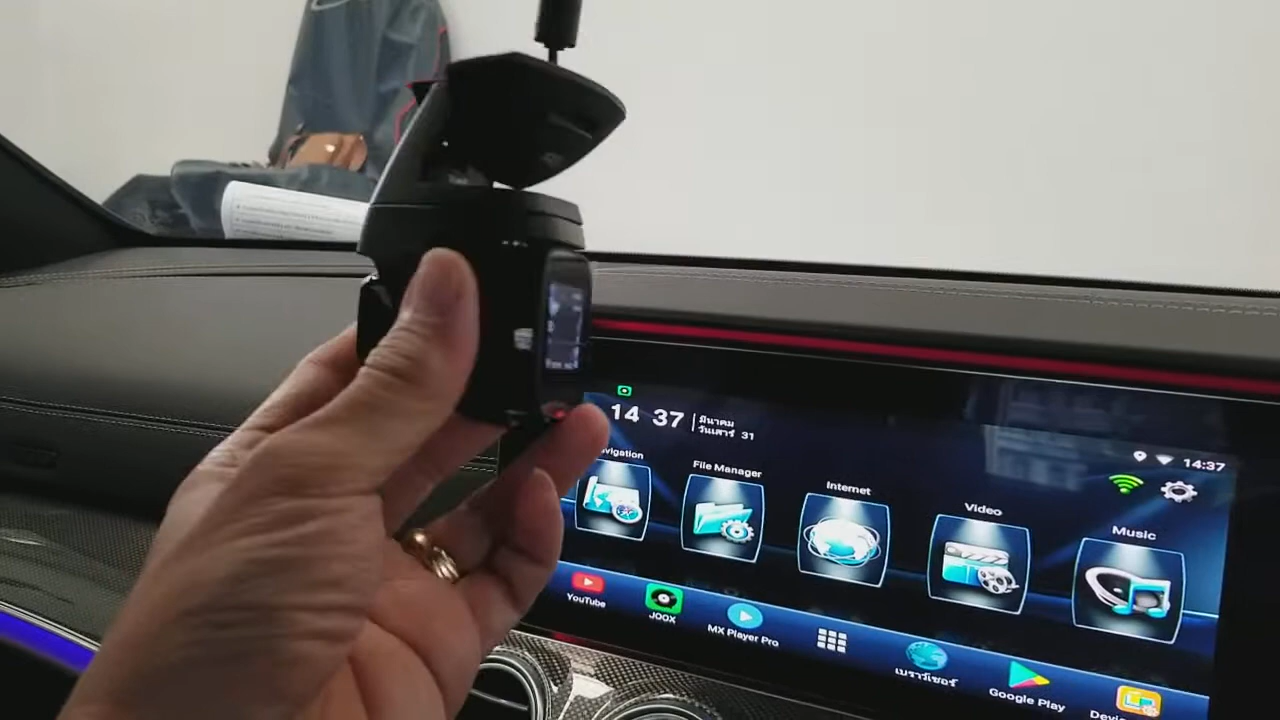 14 37
มีนาคม
วันเสาร์ 31
14:37
vigation
File Manager
Internet
Video
Music
YouTube
JOOX
MX Player Pro
เบราว์เซอร์
Google Play